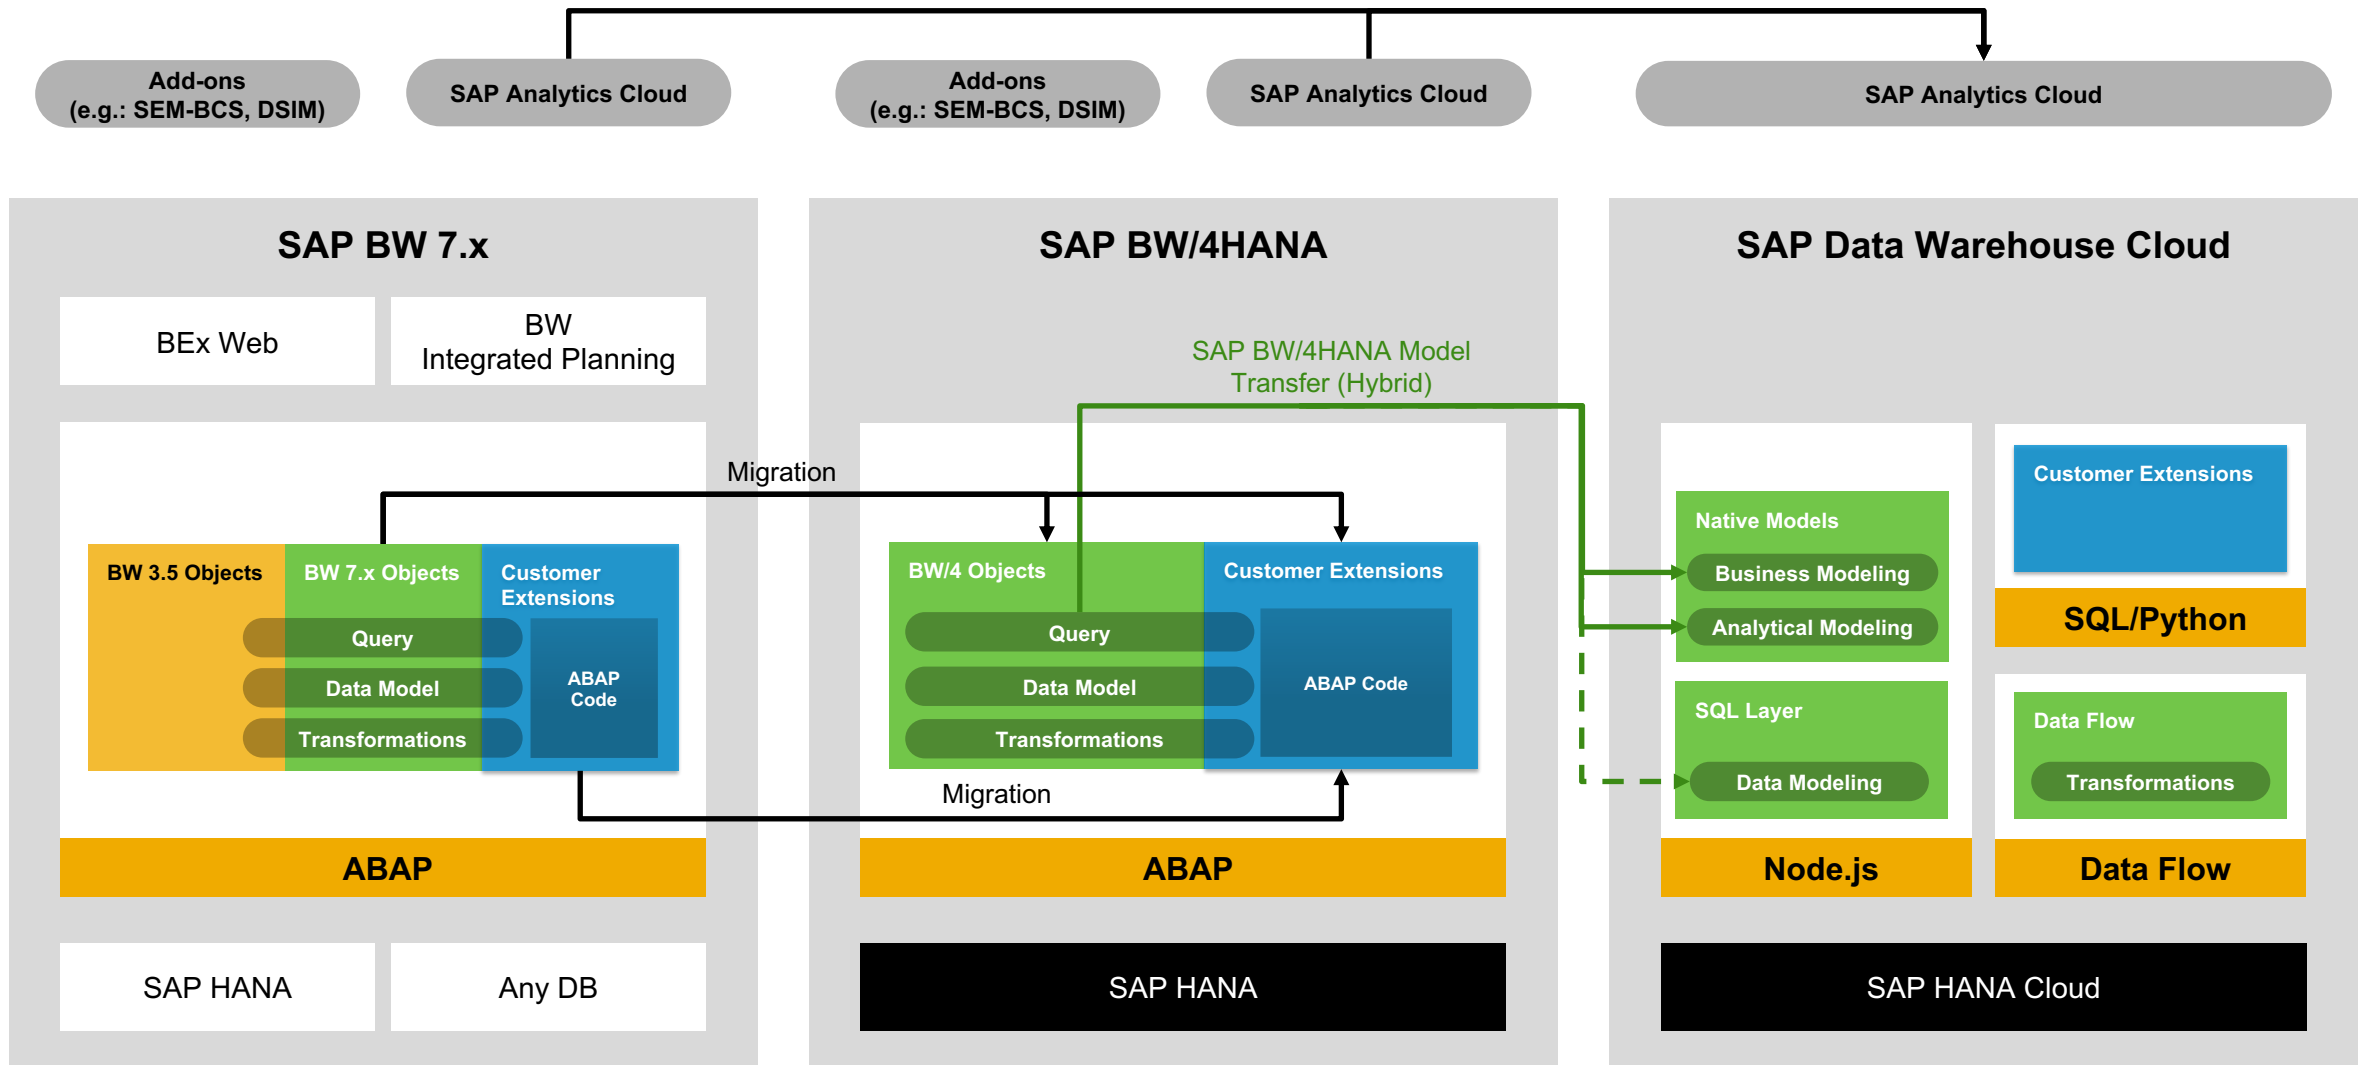 Add-ons
(e.g.: SEM-BCS, DSIM)
SAP Analytics Cloud
Add-ons
(e.g.: SEM-BCS, DSIM)
SAP Analytics Cloud
SAP Analytics Cloud
SAP BW 7.x
BEx Web
BW
Integrated Planning
BW 3.5 Objects
BW 7.x Objects
Customer
Extensions
Query
Data Model
Transformations
ABAP
Code
ABAP
SAP HANA
Any DB
Migration
Migration
SAP BW/4HANA
SAP BW/4HANA Model
Transfer (Hybrid)
BW/4 Objects
Customer Extensions
Query
Data Model
Transformations
ABAP Code
ABAP
SAP HANA
SAP Data Warehouse Cloud
Native Models
Business Modeling
Analytical Modeling
SQL Layer
Data Modeling
Node.js
Customer Extensions
SQL/Python
Data Flow
Transformations
Data Flow
SAP HANA Cloud